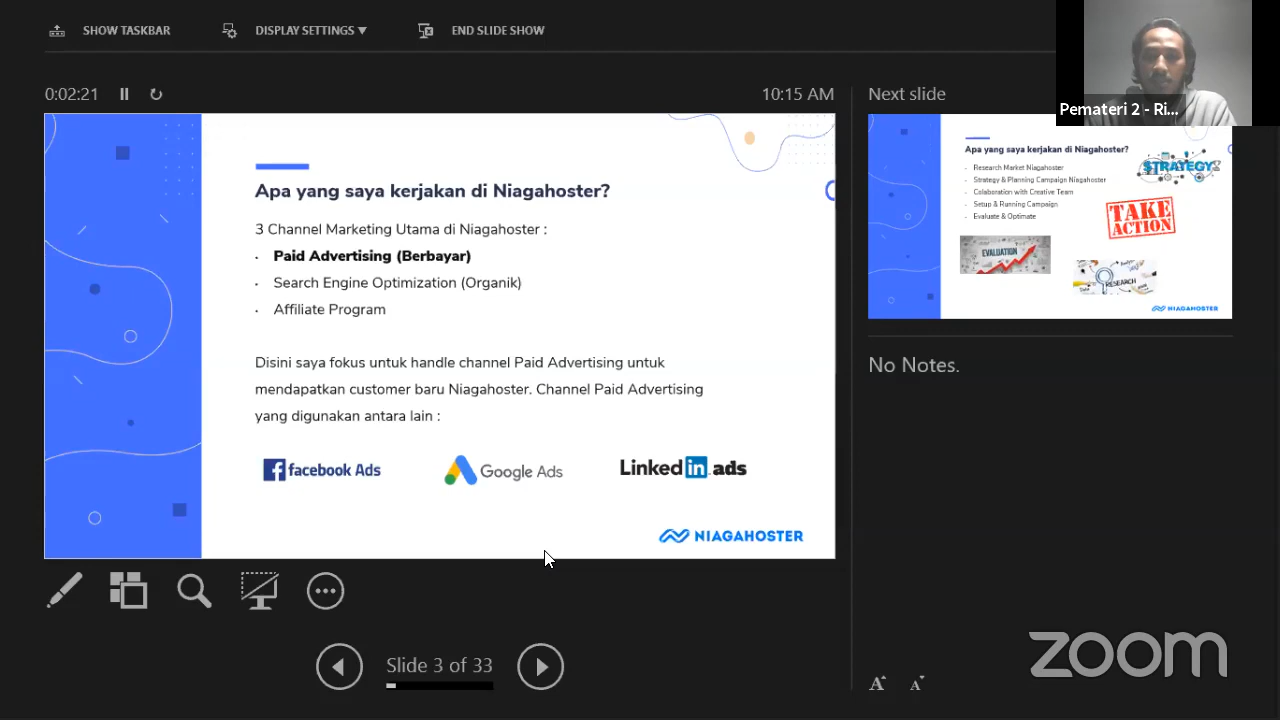 SHOW TASKBAR
DISPLAY SETTINGS ▼
END SLIDE SHOW
0:02:21
10:15 AM
Next slide
Pemateri 2 - Ri...
Apa yang saya kerjakan di Niagahoster?
3 Channel Marketing Utama di Niagahoster :
• Paid Advertising (Berbayar)
• Search Engine Optimization (Organik)
• Affiliate Program
Disini saya fokus untuk handle channel Paid Advertising untuk
mendapatkan customer baru Niagahoster. Channel Paid Advertising
yang digunakan antara lain :
facebook Ads
Google Ads
Linked in ads
NIAGAHOSTER
Apa yang saya kerjakan di Niagahoster?
- Research Market Niagahoster
- Strategy & Planning Campaign Niagahoster
- Colaboration with Creative Team
- Setup & Running Campaign
- Evaluate & Optimate
STRATEGY
TAKE
ACTION
EVALUATION
RESEARCH
NIAGAHOSTER
No Notes.
Slide 3 of 33
A A
zoom